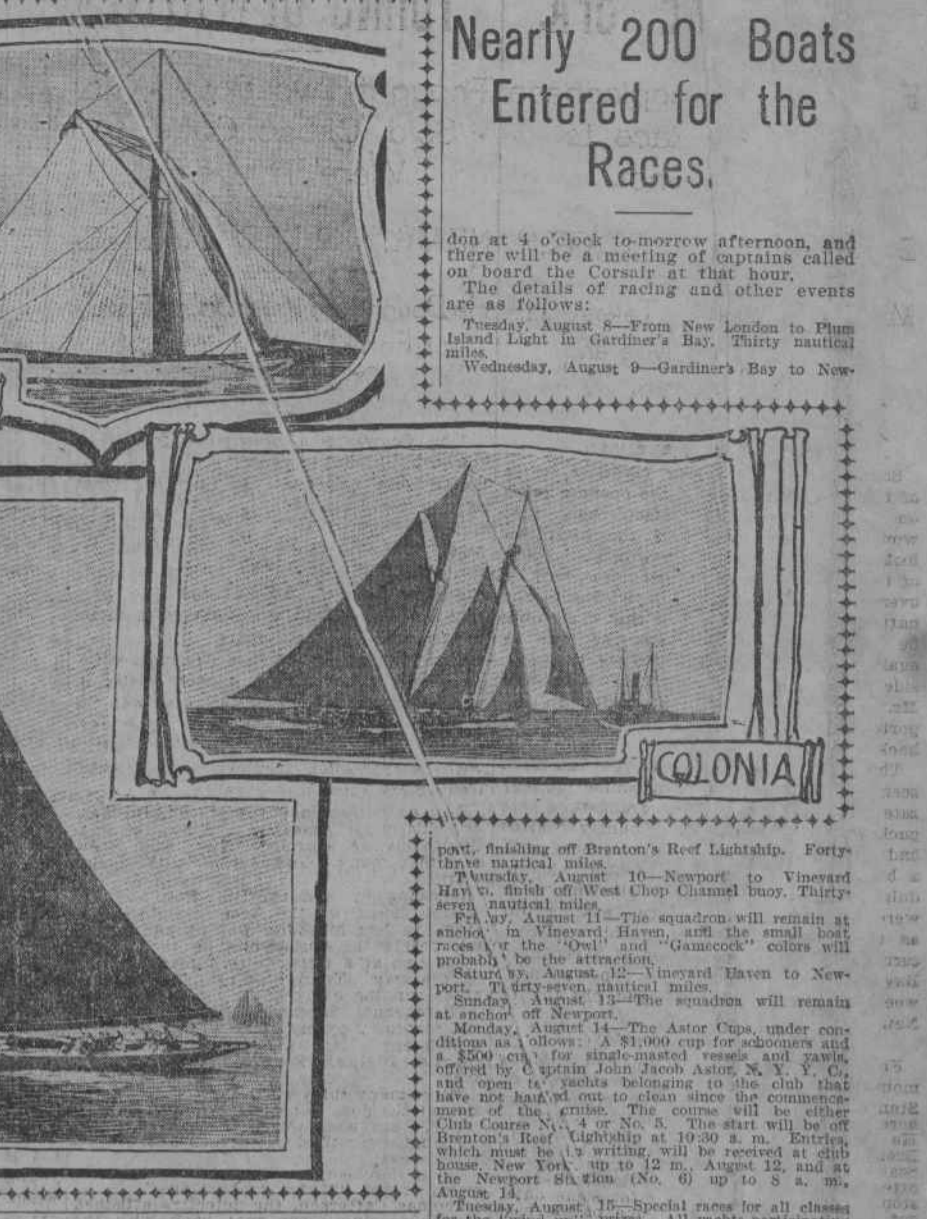 Nearly 200 Boats
Entered for the
Races.
don at 4 o'clock to-morrow afternoon, and
there will be a meeting of captains called
on board the Corsair at that hour.
The details of racing and other events
are as follows:
Tuesday, August 8—From New London to Plum
Island Light in Gardiner's Bay. Thirty nautical
miles.
Wednesday, August 9—Gardiner's Bay to New-
COLONIA
port, finishing off Brenton's Reef Lightship. Forty-
three nautical miles.
Thursday, August 10—Newport to Vineyard
Haven, finish off West Chop Channel buoy. Thirty-
seven nautical miles.
Friday, August 11—The squadron will remain at
anchor in Vineyard Haven, and the small boat
races for the "Owl" and "Gamecock" colors will
probably be the attraction.
Saturday, August 12—Vineyard Haven to New-
port. Thirty-seven nautical miles.
Sunday, August 13—The squadron will remain
at anchor off Newport.
Monday, August 14—The Astor Cups, under con-
ditions as follows: A $1,000 cup for schooners and
a $500 cup for single-masted vessels and yawls,
offered by Captain John Jacob Astor, N. Y. Y. C.,
and open to yachts belonging to the club that
have not hauled out to clean since the commence-
ment of the cruise. The course will be either
Club Course No. 4 or No. 5. The start will be off
Brenton's Reef Lightship at 10:30 a. m. Entries,
which must be in writing, will be received at club
house, New York, up to 12 m., August 12, and at
the Newport Station (No. 6) up to 8 a. m.,
August 14.
Tuesday, August 15—Special races for all classes